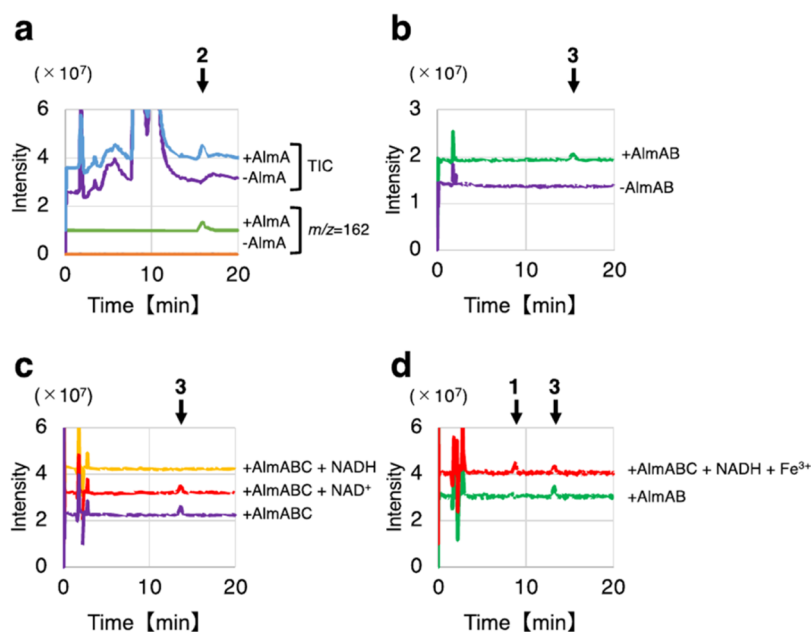 a
2
(×10⁷)
6
4
2
0
Intensity
+AlmA
-AlmA
TIC
+AlmA
-AlmA
m/z=162
0 10 20
Time【min】
b
3
(×10⁷)
3
2
1
0
Intensity
+AlmAB
-AlmAB
0 10 20
Time【min】
c
3
(×10⁷)
6
4
2
0
Intensity
+AlmABC + NADH
+AlmABC + NAD⁺
+AlmABC
0 10 20
Time【min】
d
1 3
(×10⁷)
6
4
2
0
Intensity
+AlmABC + NADH + Fe³⁺
+AlmAB
0 10 20
Time【min】